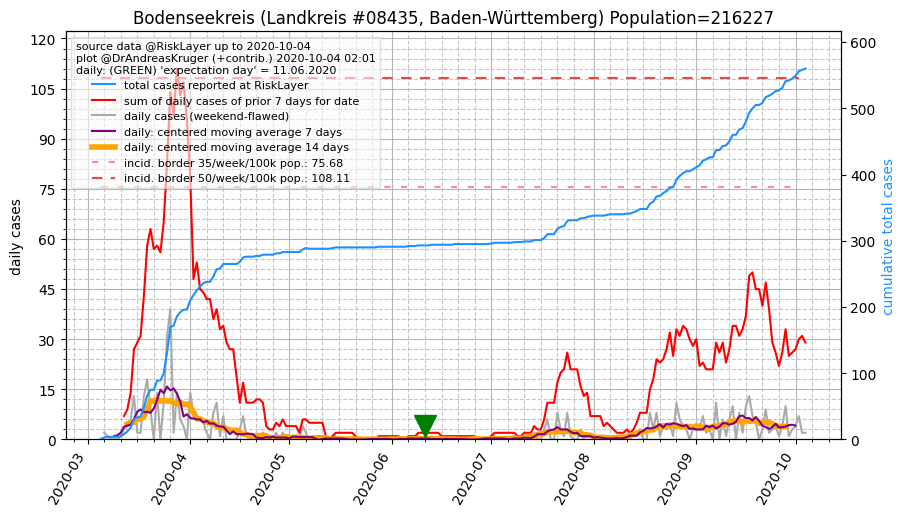 Bodenseekreis (Landkreis #08435, Baden-Württemberg) Population=216227
source data @RiskLayer up to 2020-10-04
plot @DrAndreasKruger (+contrib.) 2020-10-04 02:01
daily: (GREEN) 'expectation day' = 11.06.2020
total cases reported at RiskLayer
sum of daily cases of prior 7 days for date
daily cases (weekend-flawed)
daily: centered moving average 7 days
daily: centered moving average 14 days
incid. border 35/week/100k pop.: 75.68
incid. border 50/week/100k pop.: 108.11
daily cases
120
105
90
75
60
45
30
15
0
600
500
400
300
200
100
0
cumulative total cases
2020-03
2020-04
2020-05
2020-06
2020-07
2020-08
2020-09
2020-10